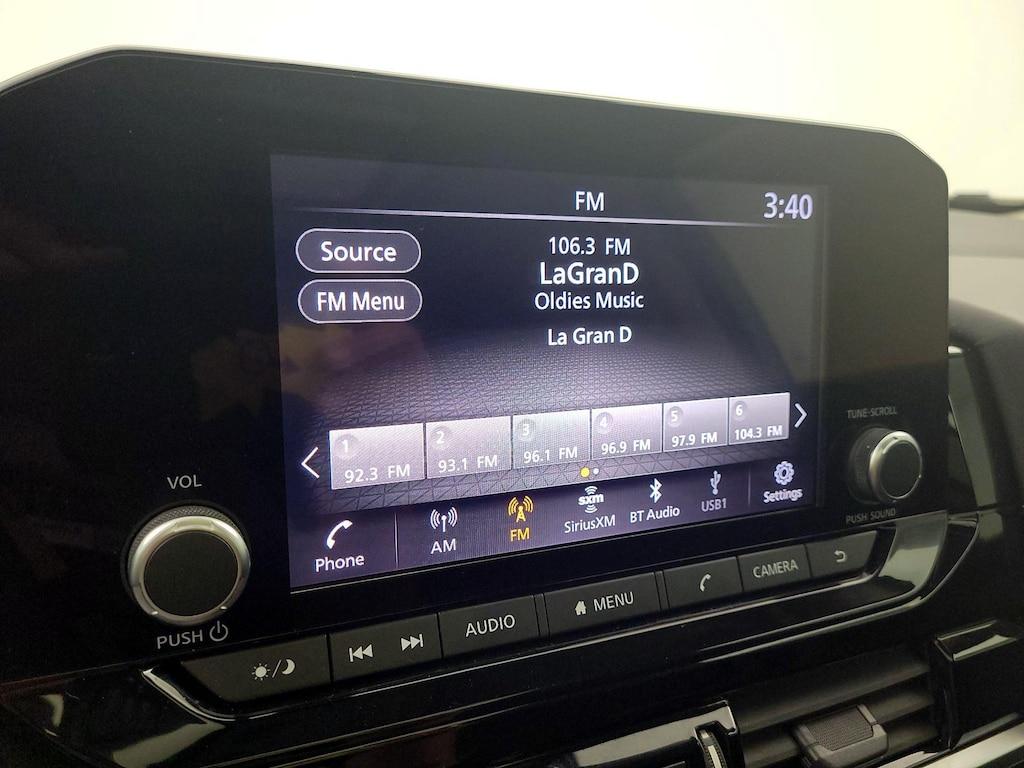 FM
3:40
Source
FM Menu
106.3 FM
LaGranD
Oldies Music
La Gran D
1
92.3 FM
2
93.1 FM
3
96.1 FM
4
96.9 FM
5
97.9 FM
6
104.3 FM
Phone
AM
FM
sxm
SiriusXM
BT Audio
USB1
Settings
VOL
PUSH
TUNE-SCROLL
PUSH SOUND
AUDIO
MENU
CAMERA